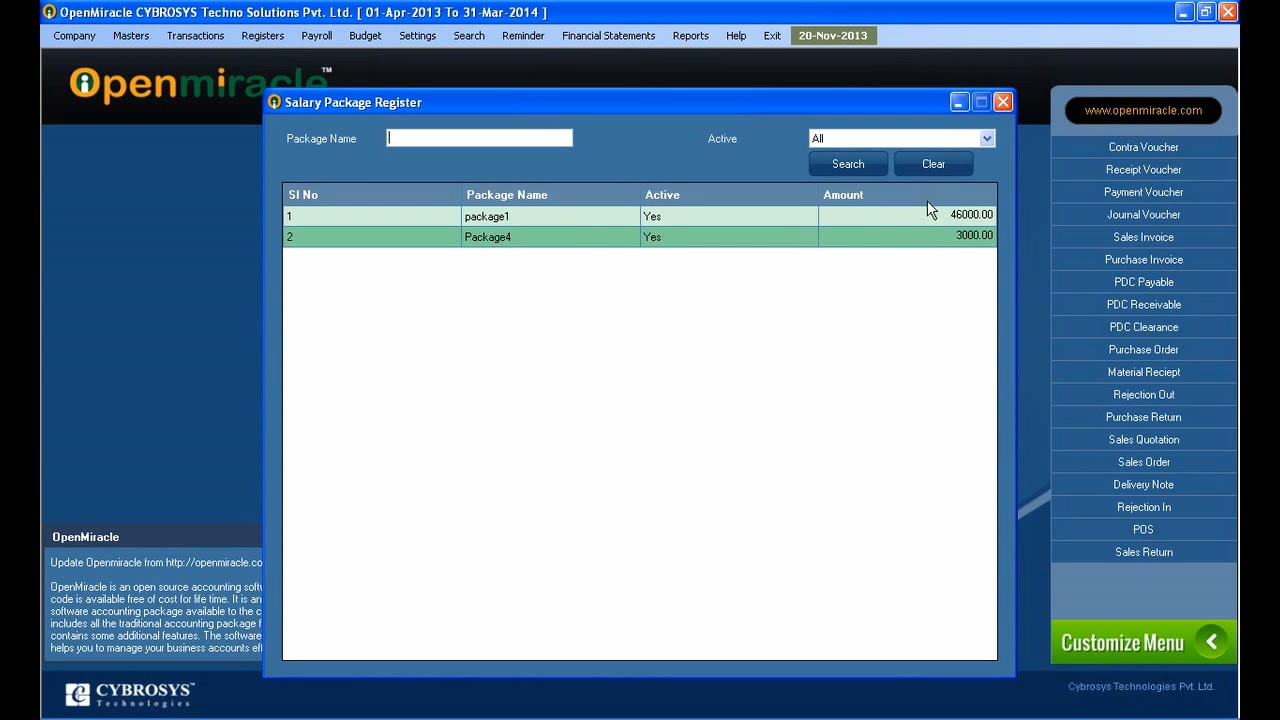 OpenMiracle CYBROSYS Techno Solutions Pvt. Ltd. [ 01-Apr-2013 To 31-Mar-2014 ]
Company Masters Transactions Registers Payroll Budget Settings Search Reminder Financial Statements Reports Help Exit 20-Nov-2013
Openmiracle™
Salary Package Register
Package Name Active All
Search Clear
Sl No Package Name Active Amount
1 package1 Yes 46000.00
2 Package4 Yes 3000.00
www.openmiracle.com
Contra Voucher
Receipt Voucher
Payment Voucher
Journal Voucher
Sales Invoice
Purchase Invoice
PDC Payable
PDC Receivable
PDC Clearance
Purchase Order
Material Reciept
Rejection Out
Purchase Return
Sales Quotation
Sales Order
Delivery Note
Rejection In
POS
Sales Return
Customize Menu
Cybrosys Technologies Pvt. Ltd.
OpenMiracle
Update Openmiracle from http://openmiracle.co
OpenMiracle is an open source accounting softw
code is available free of cost for life time. It is an
software accounting package available to the c
includes all the traditional accounting package f
contains some additional features. The software
helps you to manage your business accounts eff
CYBROSYS™
Technologies